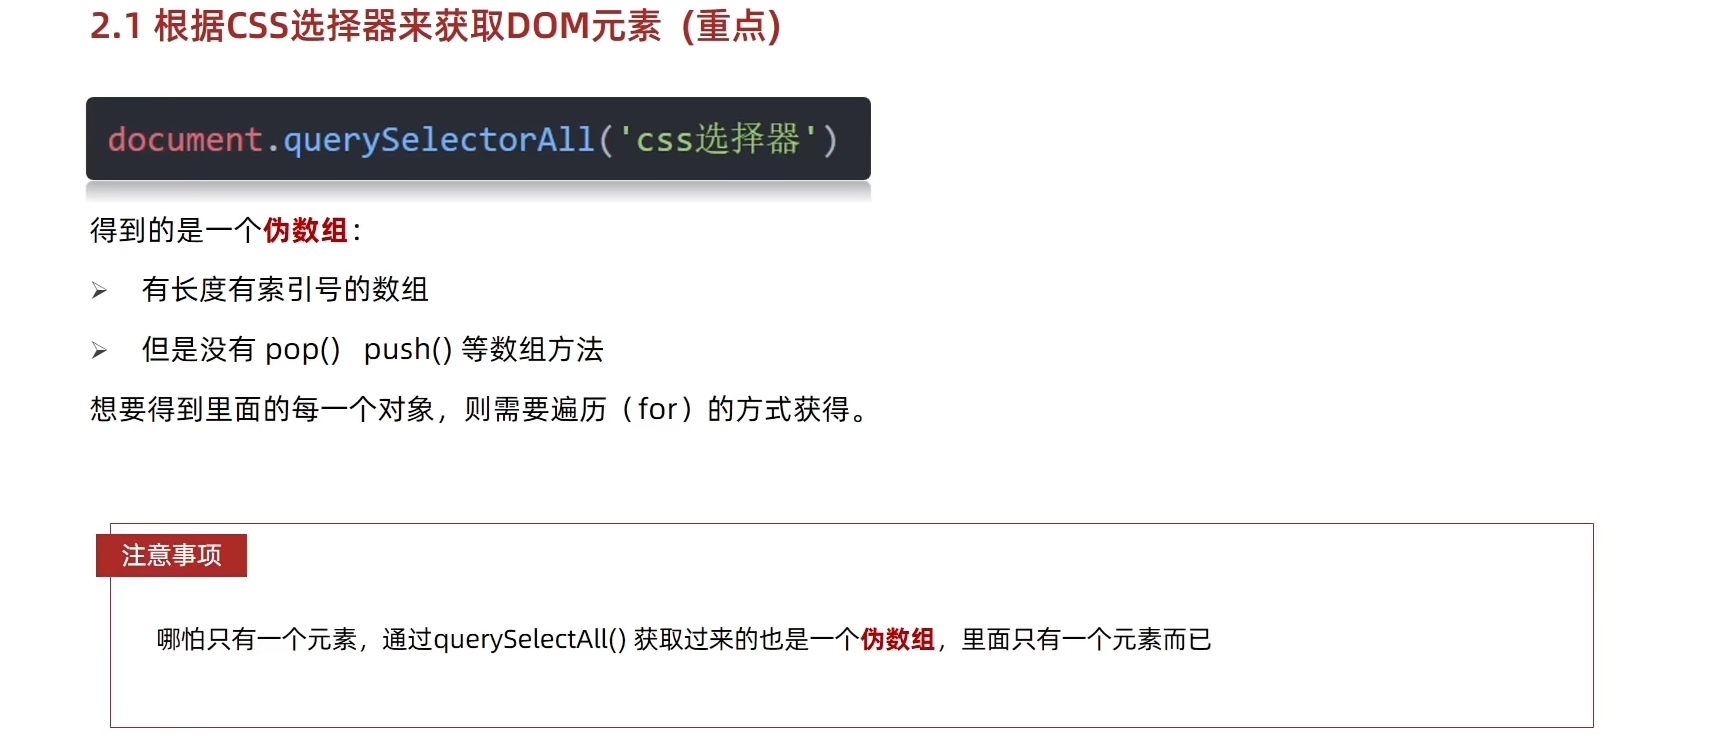 2.1 根据CSS选择器来获取DOM元素 (重点)
document.querySelectorAll('css选择器')
得到的是一个伪数组：
有长度有索引号的数组
但是没有 pop() push() 等数组方法
想要得到里面的每一个对象，则需要遍历（for）的方式获得。
注意事项
哪怕只有一个元素，通过querySelectAll() 获取过来的也是一个伪数组，里面只有一个元素而已